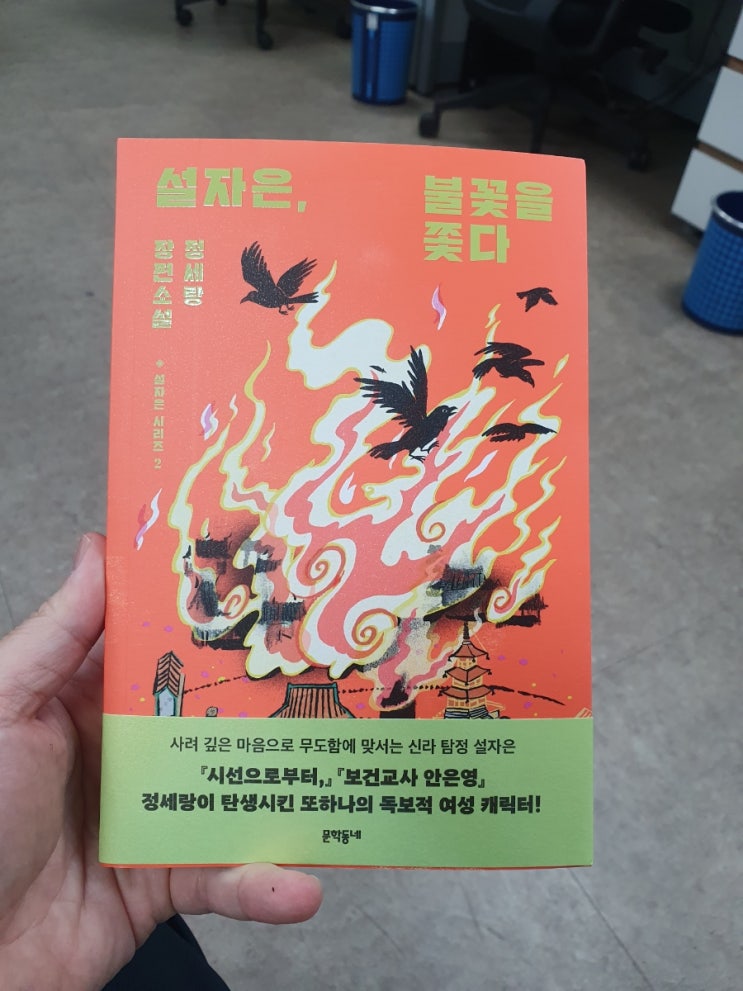 설자은,
불꽃을
쫓다
정세랑
장편소설
◈ 설자은 시리즈 2
사려 깊은 마음으로 무도함에 맞서는 신라 탐정 설자은
『시선으로부터,』 『보건교사 안은영』
정세랑이 탄생시킨 또하나의 독보적 여성 캐릭터!
문학동네